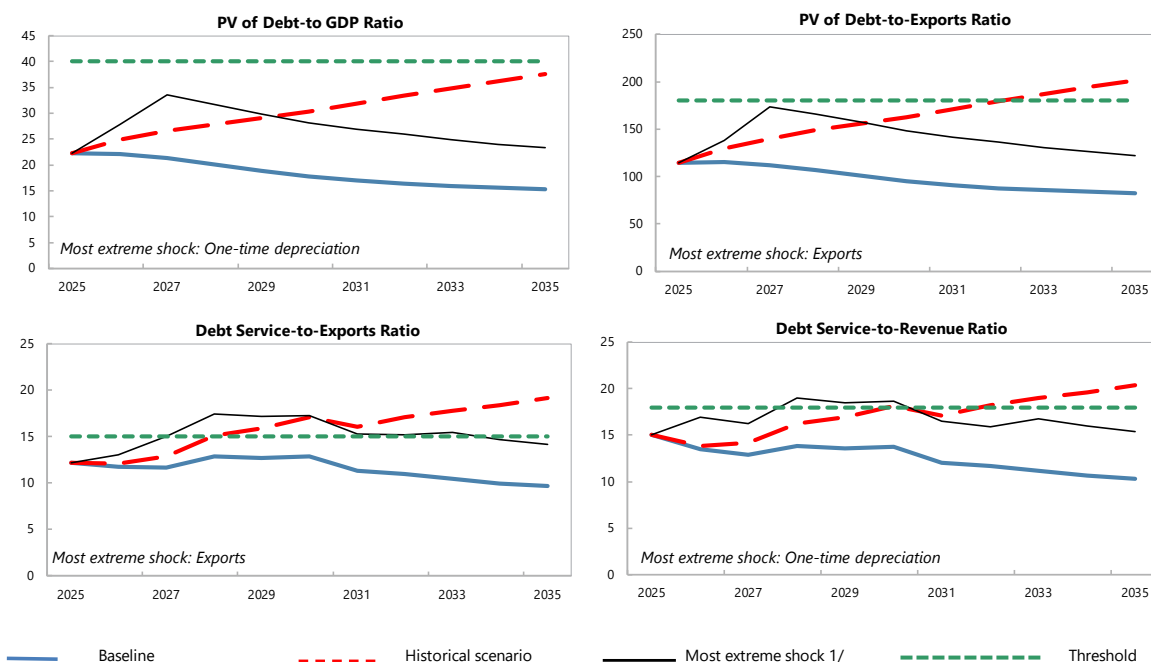 PV of Debt-to GDP Ratio
45
40
35
30
25
20
15
10
5
0
Most extreme shock: One-time depreciation
2025 2027 2029 2031 2033 2035
PV of Debt-to-Exports Ratio
250
200
150
100
50
0
Most extreme shock: Exports
2025 2027 2029 2031 2033 2035
Debt Service-to-Exports Ratio
25
20
15
10
5
0
Most extreme shock: Exports
2025 2027 2029 2031 2033 2035
Debt Service-to-Revenue Ratio
25
20
15
10
5
0
Most extreme shock: One-time depreciation
2025 2027 2029 2031 2033 2035
Baseline Historical scenario Most extreme shock 1/ Threshold